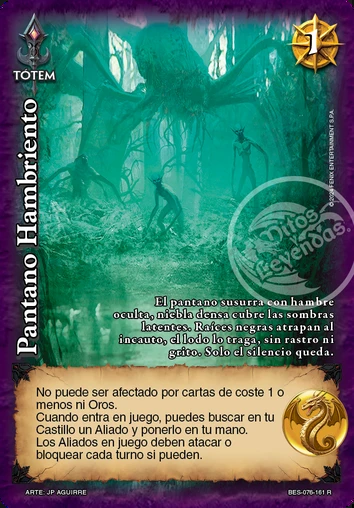 1
TÓTEM
Pantano Hambriento
© 2024 FENIX ENTERTAINMENT S.P.A.
Mitos y
Leyendas.
El pantano susurra con hambre
oculta, niebla densa cubre las sombras
latentes. Raíces negras atrapan al
incauto, el lodo lo traga, sin rastro ni
grito. Solo el silencio queda.
No puede ser afectado por cartas de coste 1 o
menos ni Oros.
Cuando entra en juego, puedes buscar en tu
Castillo un Aliado y ponerlo en tu mano.
Los Aliados en juego deben atacar o
bloquear cada turno si pueden.
ARTE: JP AGUIRRE
BES-076-161 R